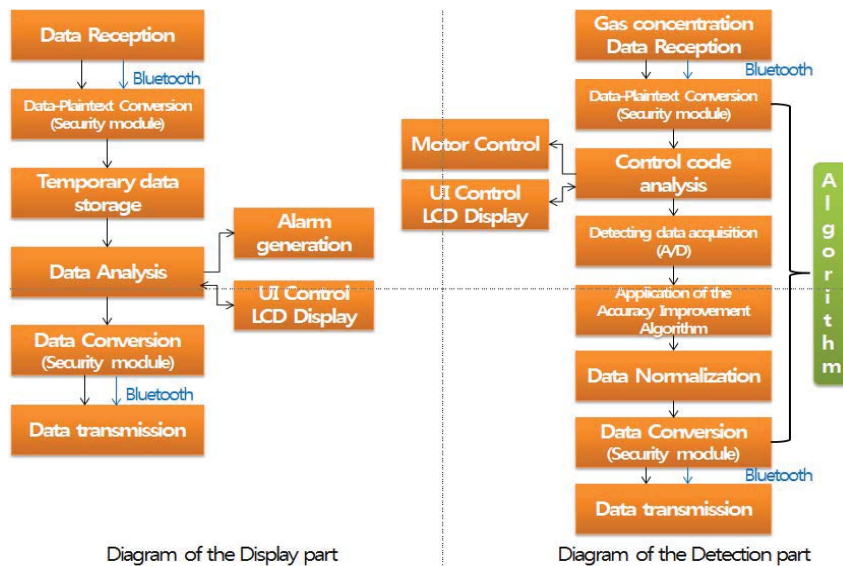 Data Reception
Bluetooth
Data-Plaintext Conversion
(Security module)
Temporary data
storage
Data Analysis
Alarm
generation
UI Control
LCD Display
Data Conversion
(Security module)
Bluetooth
Data transmission
Diagram of the Display part
Gas concentration
Data Reception
Bluetooth
Data-Plaintext Conversion
(Security module)
Motor Control
Control code
analysis
UI Control
LCD Display
Detecting data acquisition
(A/D)
Application of the
Accuracy Improvement
Algorithm
Data Normalization
Data Conversion
(Security module)
Bluetooth
Data transmission
Algorithm
Diagram of the Detection part